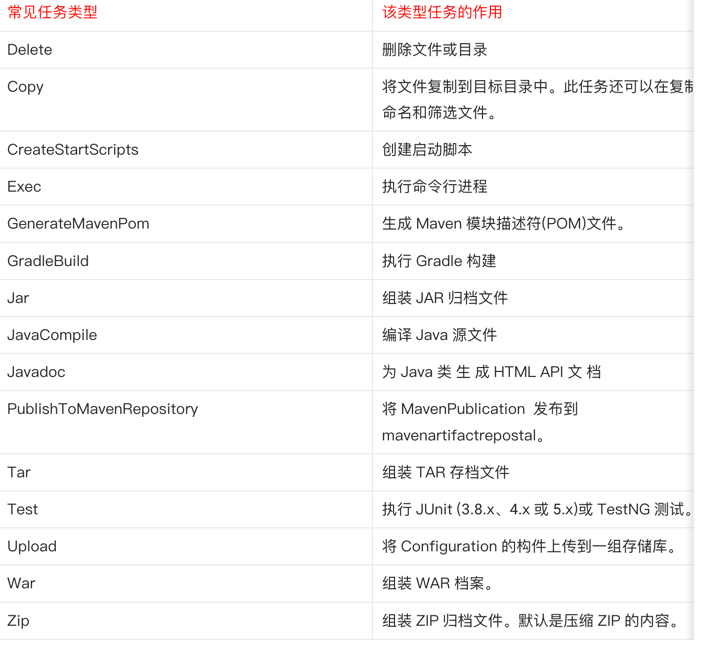 常见任务类型 该类型任务的作用
Delete 删除文件或目录
Copy 将文件复制到目标目录中。此任务还可以在复制
命名和筛选文件。
CreateStartScripts 创建启动脚本
Exec 执行命令行进程
GenerateMavenPom 生成 Maven 模块描述符(POM)文件。
GradleBuild 执行 Gradle 构建
Jar 组装 JAR 归档文件
JavaCompile 编译 Java 源文件
Javadoc 为 Java 类 生 成 HTML API 文 档
PublishToMavenRepository 将 MavenPublication 发布到
mavenartifactrepostal。
Tar 组装 TAR 存档文件
Test 执行 JUnit (3.8.x、4.x 或 5.x)或 TestNG 测试。
Upload 将 Configuration 的构件上传到一组存储库。
War 组装 WAR 档案。
Zip 组装 ZIP 归档文件。默认是压缩 ZIP 的内容。